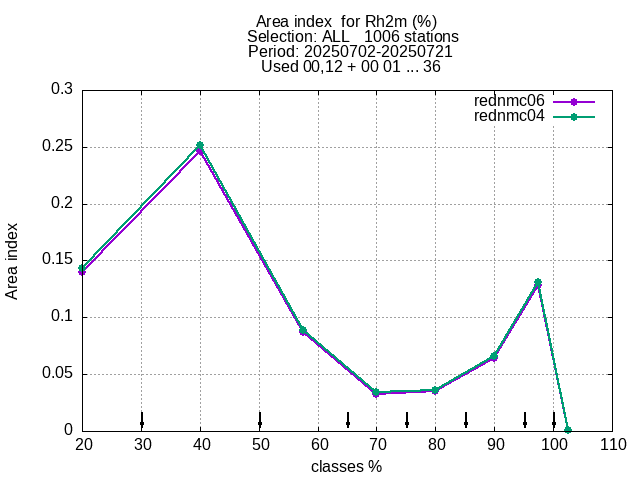 Area index  for Rh2m (%)
Selection: ALL   1006 stations
Period: 20250702-20250721
Used 00,12 + 00 01 ... 36
rednmc06
rednmc04
0.3
0.25
0.2
0.15
0.1
0.05
0
Area index
20 30 40 50 60 70 80 90 100 110
classes %